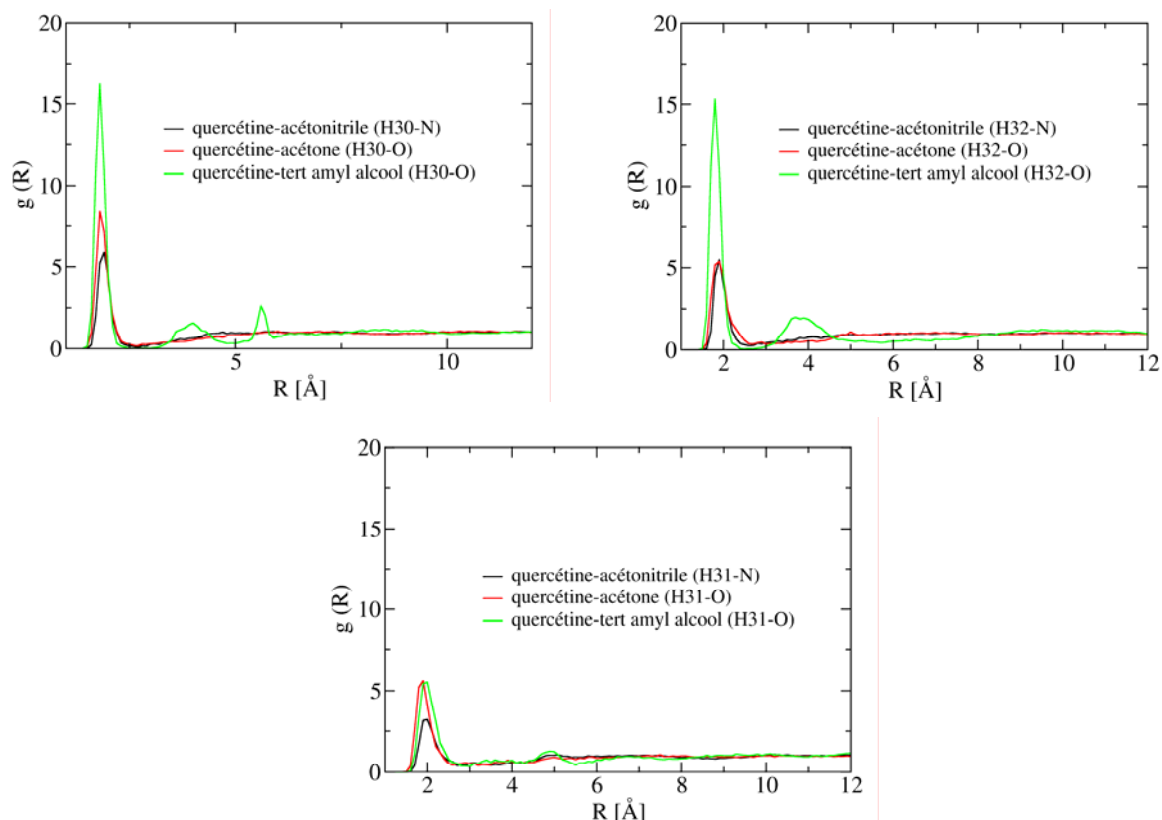 20
15
10
5
0
g (R)
quercétine-acétonitrile (H30-N)
quercétine-acétone (H30-O)
quercétine-tert amyl alcool (H30-O)
5
10
R [Å]
20
15
10
5
0
g (R)
quercétine-acétonitrile (H32-N)
quercétine-acétone (H32-O)
quercétine-tert amyl alcool (H32-O)
2
4
6
8
10
12
R [Å]
20
15
10
5
0
g (R)
quercétine-acétonitrile (H31-N)
quercétine-acétone (H31-O)
quercétine-tert amyl alcool (H31-O)
2
4
6
8
10
12
R [Å]